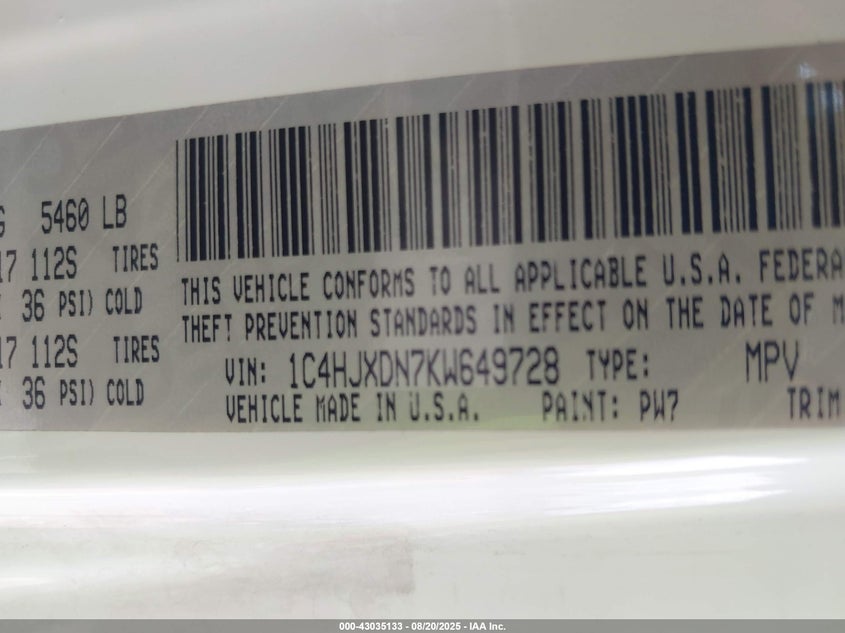 5460 LB
17 112S TIRES
36 PSI) COLD
17 112S TIRES
36 PSI) COLD
THIS VEHICLE CONFORMS TO ALL APPLICABLE U.S.A. FEDERA
THEFT PREVENTION STANDARDS IN EFFECT ON THE DATE OF M
VIN: 1C4HJXDN7KW649728 TYPE: MPV
VEHICLE MADE IN U.S.A. PAINT: PW7 TRIM
000-43035133 - 08/20/2025 - IAA Inc.